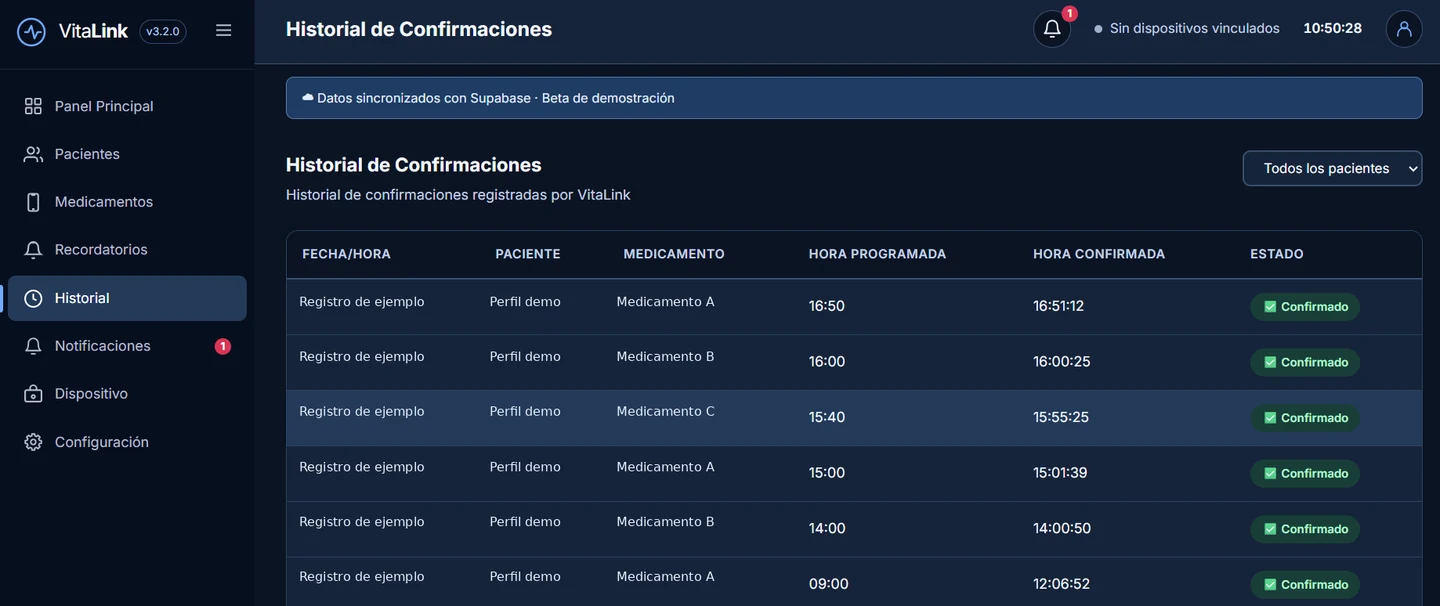 VitaLink v3.2.0
Historial de Confirmaciones
1
Sin dispositivos vinculados
10:50:28
Panel Principal
Pacientes
Medicamentos
Recordatorios
Historial
Notificaciones 1
Dispositivo
Configuración
Datos sincronizados con Supabase · Beta de demostración
Historial de Confirmaciones
Historial de confirmaciones registradas por VitaLink
Todos los pacientes
FECHA/HORA PACIENTE MEDICAMENTO HORA PROGRAMADA HORA CONFIRMADA ESTADO
Registro de ejemplo Perfil demo Medicamento A 16:50 16:51:12 ✅ Confirmado
Registro de ejemplo Perfil demo Medicamento B 16:00 16:00:25 ✅ Confirmado
Registro de ejemplo Perfil demo Medicamento C 15:40 15:55:25 ✅ Confirmado
Registro de ejemplo Perfil demo Medicamento A 15:00 15:01:39 ✅ Confirmado
Registro de ejemplo Perfil demo Medicamento B 14:00 14:00:50 ✅ Confirmado
Registro de ejemplo Perfil demo Medicamento A 09:00 12:06:52 ✅ Confirmado